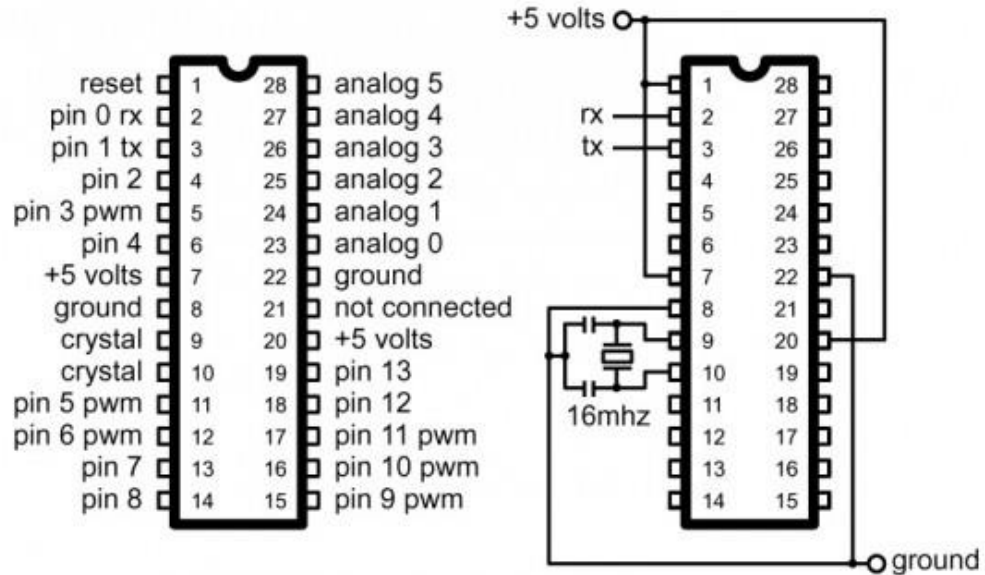 +5 volts
reset 1 28 analog 5
pin 0 rx 2 27 analog 4
pin 1 tx 3 26 analog 3
pin 2 4 25 analog 2
pin 3 pwm 5 24 analog 1
pin 4 6 23 analog 0
+5 volts 7 22 ground
ground 8 21 not connected
crystal 9 20 +5 volts
crystal 10 19 pin 13
pin 5 pwm 11 18 pin 12
pin 6 pwm 12 17 pin 11 pwm
pin 7 13 16 pin 10 pwm
pin 8 14 15 pin 9 pwm
1 28
rx 2 27
tx 3 26
4 25
5 24
6 23
7 22
8 21
9 20
10 19
16mhz 11 18
12 17
13 16
14 15
ground